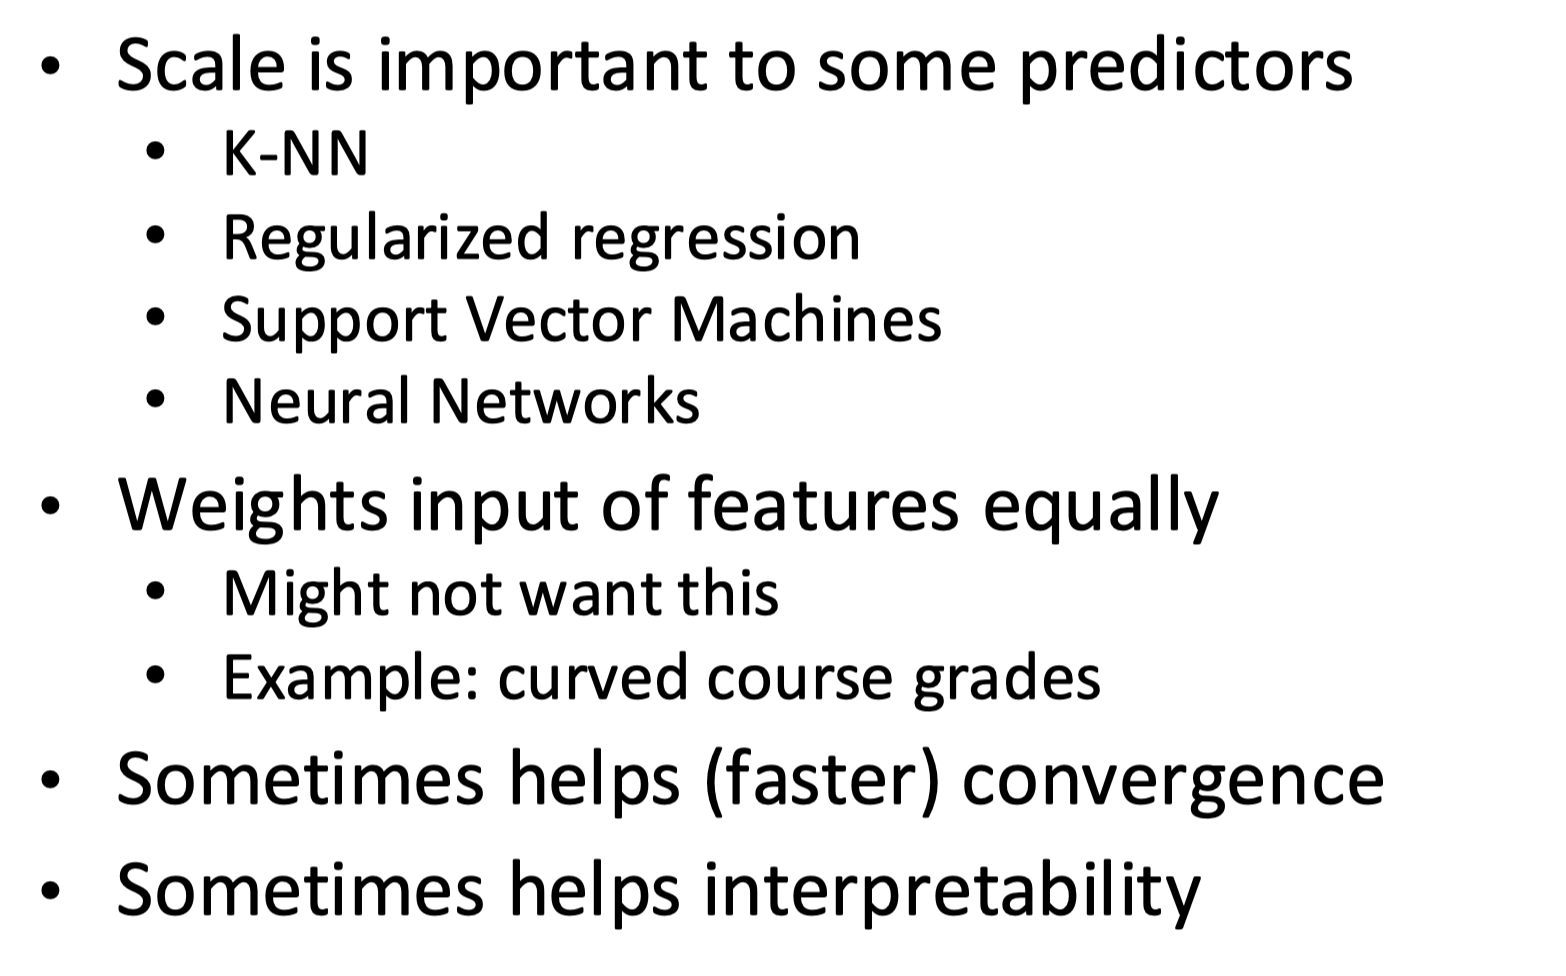 • Scale is important to some predictors
• K-NN
• Regularized regression
• Support Vector Machines
• Neural Networks
• Weights input of features equally
• Might not want this
• Example: curved course grades
• Sometimes helps (faster) convergence
• Sometimes helps interpretability